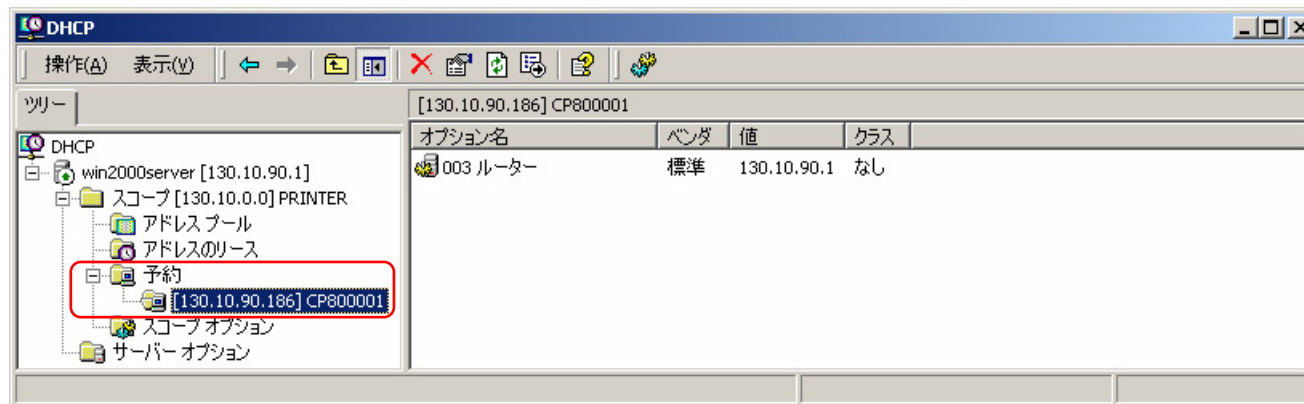 DHCP
操作(A) 表示(V)
ツリー
[130.10.90.186] CP800001
DHCP
win2000server [130.10.90.1]
スコープ [130.10.0.0] PRINTER
アドレス プール
アドレスのリース
予約
[130.10.90.186] CP800001
スコープ オプション
サーバー オプション
オプション名 ベンダ 値 クラス
003 ルーター 標準 130.10.90.1 なし